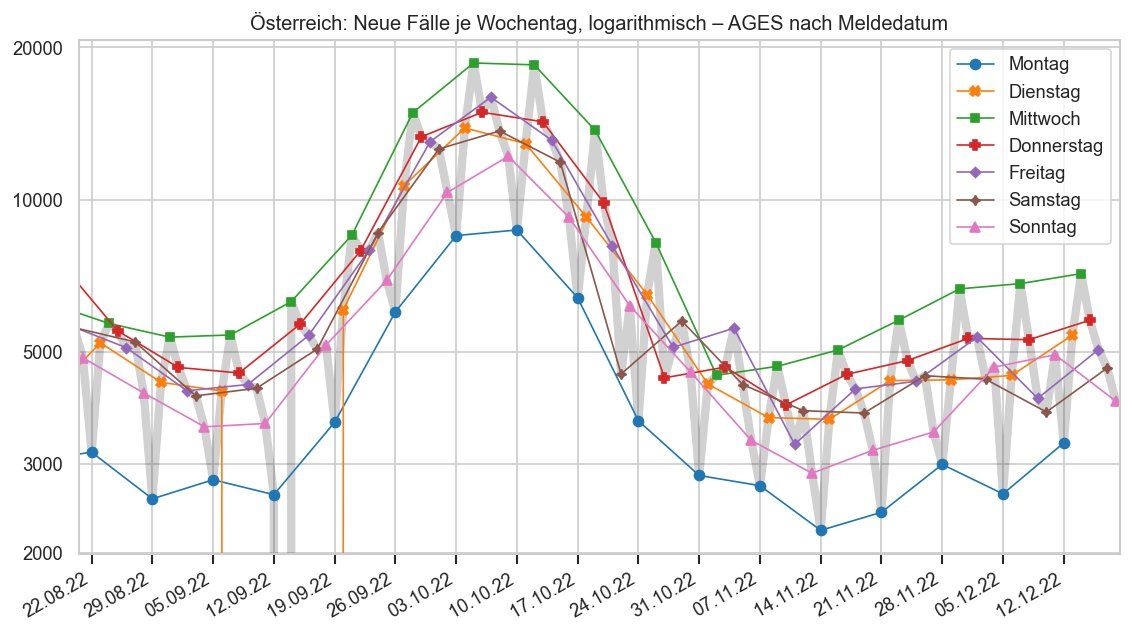 Österreich: Neue Fälle je Wochentag, logarithmisch – AGES nach Meldedatum
20000
10000
5000
3000
2000
Montag
Dienstag
Mittwoch
Donnerstag
Freitag
Samstag
Sonntag
22.08.22
29.08.22
05.09.22
12.09.22
19.09.22
26.09.22
03.10.22
10.10.22
17.10.22
24.10.22
31.10.22
07.11.22
14.11.22
21.11.22
28.11.22
05.12.22
12.12.22